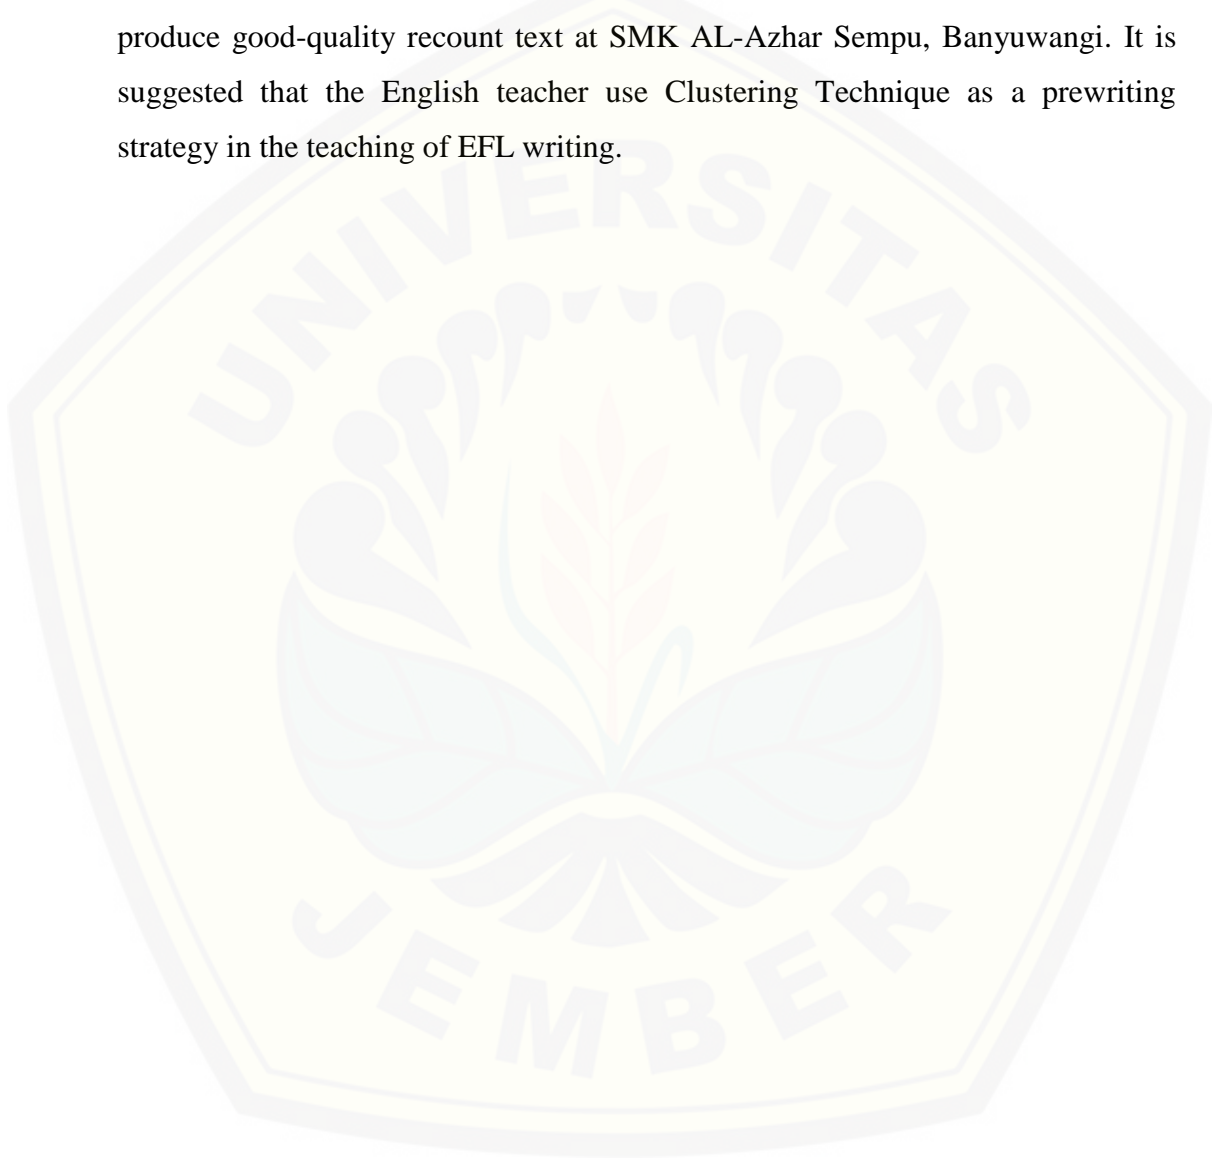 produce good-quality recount text at SMK AL-Azhar Sempu, Banyuwangi. It is
suggested that the English teacher use Clustering Technique as a prewriting
strategy in the teaching of EFL writing.
UNIVERSITAS
JEMBER